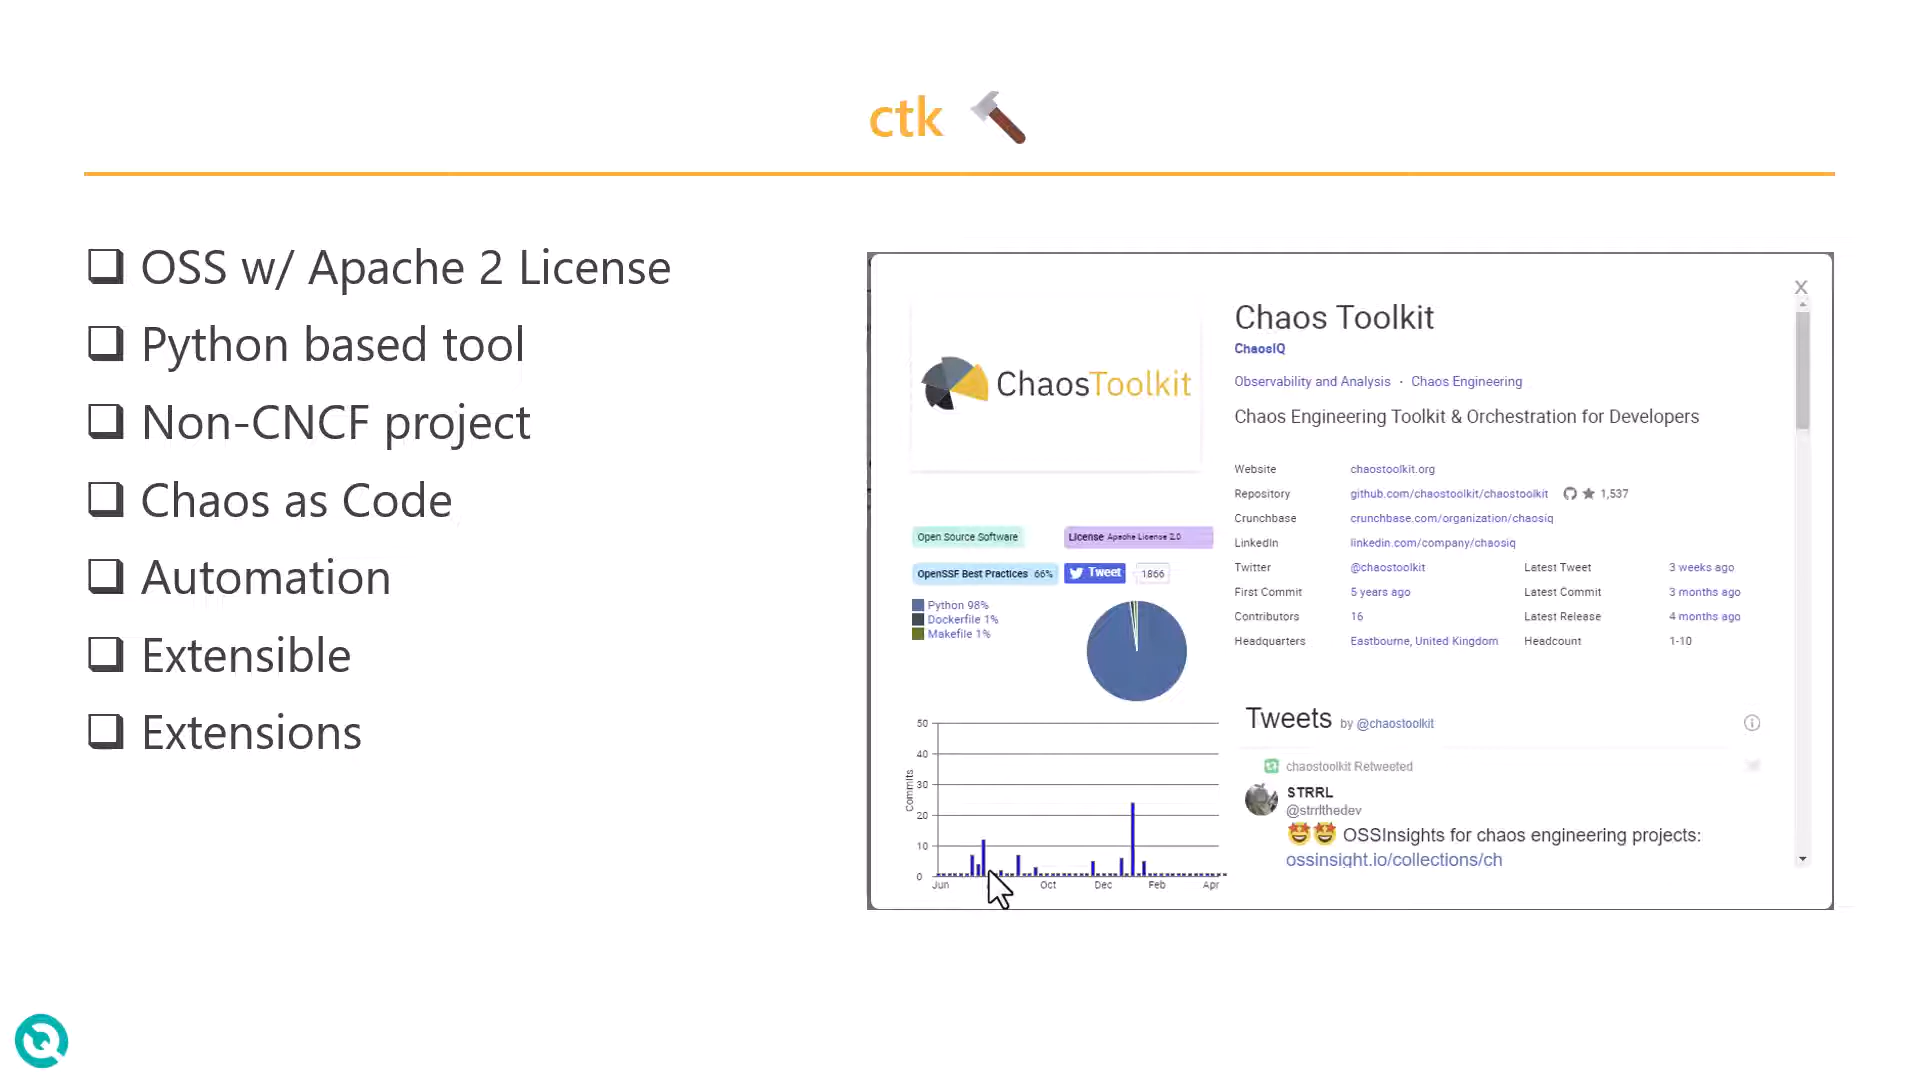 ctk
OSS w/ Apache 2 License
Python based tool
Non-CNCF project
Chaos as Code
Automation
Extensible
Extensions
X
ChaosToolkit
Open Source Software
License Apache License 2.0
OpenSSF Best Practices 66%
Tweet
1,866
Python 98%
Dockerfile 1%
Makefile 1%
50
40
30
20
10
0
Commits
Jun
Oct
Dec
Feb
Apr
Chaos Toolkit
ChaosIQ
Observability and Analysis · Chaos Engineering
Chaos Engineering Toolkit & Orchestration for Developers
Website chaostoolkit.org
Repository github.com/chaostoolkit/chaostoolkit 1,537
Crunchbase crunchbase.com/organization/chaosiq
LinkedIn linkedin.com/company/chaosiq
Twitter @chaostoolkit Latest Tweet 3 weeks ago
First Commit 5 years ago Latest Commit 3 months ago
Contributors 16 Latest Release 4 months ago
Headquarters Eastbourne, United Kingdom Headcount 1-10
Tweets by @chaostoolkit
chaostoolkit Retweeted
STRRL
@strrlthedev
🤩🤩 OSSInsights for chaos engineering projects:
ossinsight.io/collections/ch